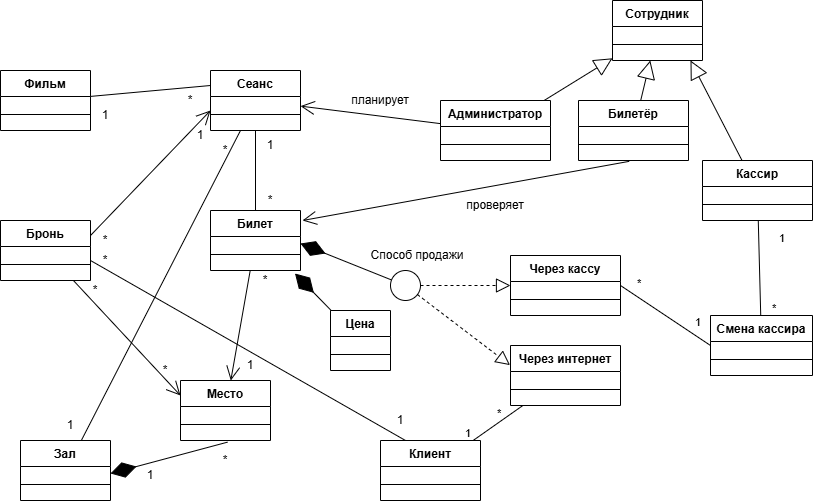 Сотрудник
Фильм
Сеанс
1
*
планирует
Администратор
Билетёр
Кассир
1
*
1
*
Бронь
*
*
*
Билет
*
проверяет
Способ продажи
1
*
Цена
Через кассу
*
1
Смена кассира
Через интернет
*
1
*
1
Место
1
1
Зал
1
*
Клиент